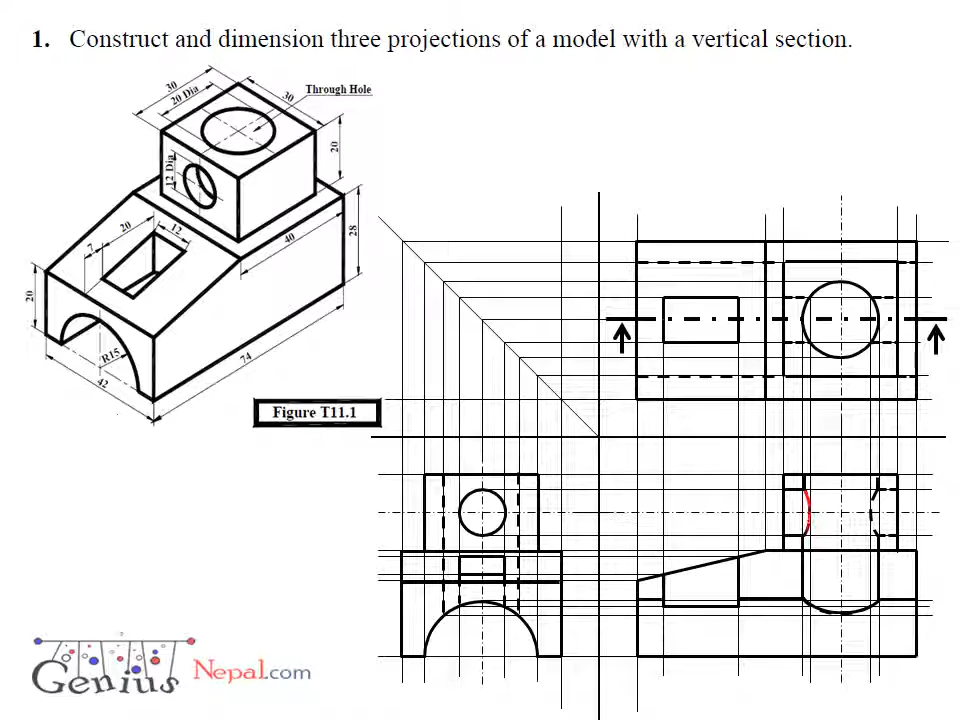 1. Construct and dimension three projections of a model with a vertical section.
30
20 Dia
30
Through Hole
20
12 Dia
20
12
7
40
28
20
R15
42
74
Figure T11.1
Genius Nepal.com